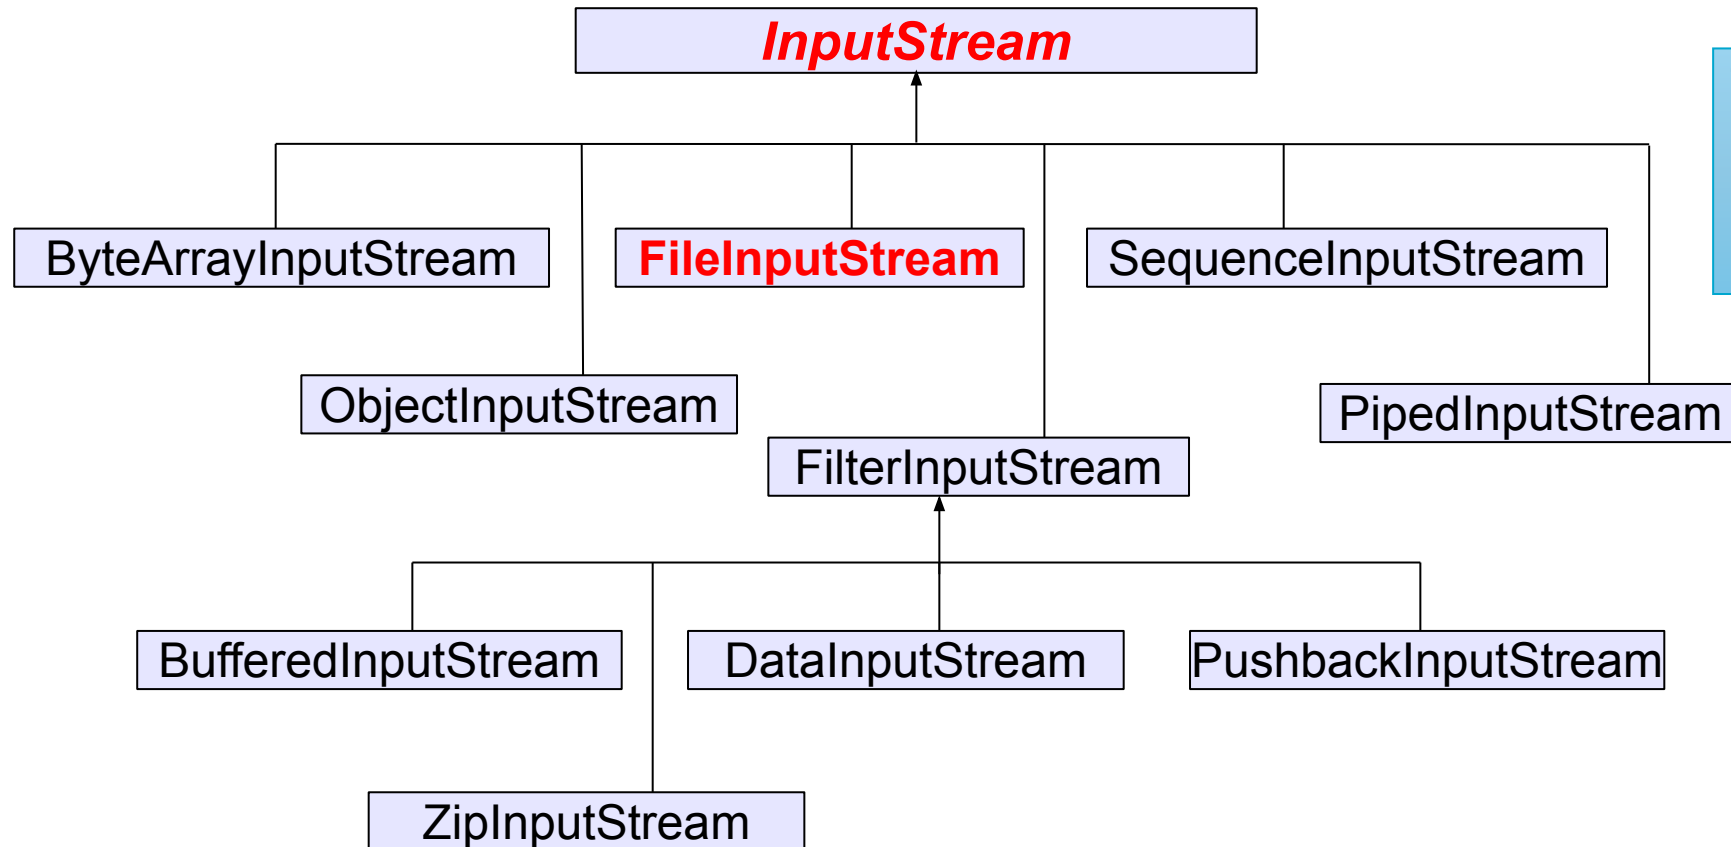 InputStream
ByteArrayInputStream
FileInputStream
SequenceInputStream
ObjectInputStream
PipedInputStream
FilterInputStream
BufferedInputStream
DataInputStream
PushbackInputStream
ZipInputStream